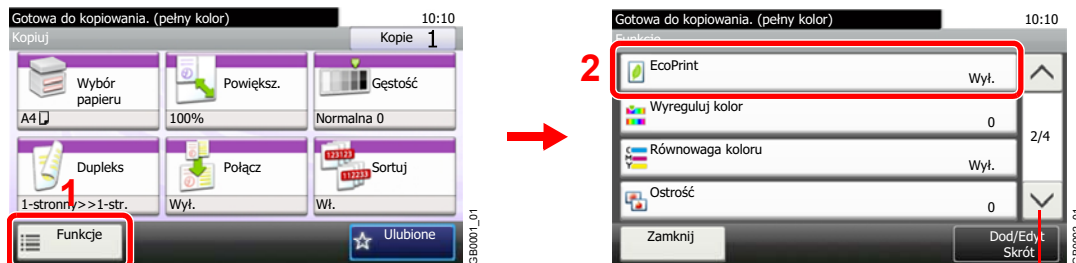 Gotowa do kopiowania. (pełny kolor) 10:10
Kopiuj Kopie 1
Wybór papieru
Powiększ.
Gęstość
A4
100%
Normalna 0
Dupleks
Połącz
Sortuj
1-stronny>>1-str.
Wył.
Wł.
1
Funkcje
Ulubione
GB0001_01
Gotowa do kopiowania. (pełny kolor) 10:10
Funkcje
2
EcoPrint
Wył.
Wyreguluj kolor
0
2/4
Równowaga koloru
Wył.
Ostrość
0
Zamknij
Dod/Edyt
Skrót